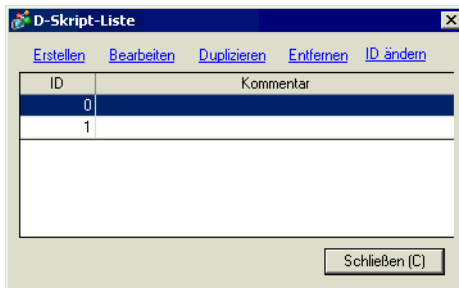 D-Skript-Liste
Erstellen Bearbeiten Duplizieren Entfernen ID ändern
ID Kommentar
0
1
Schließen (C)